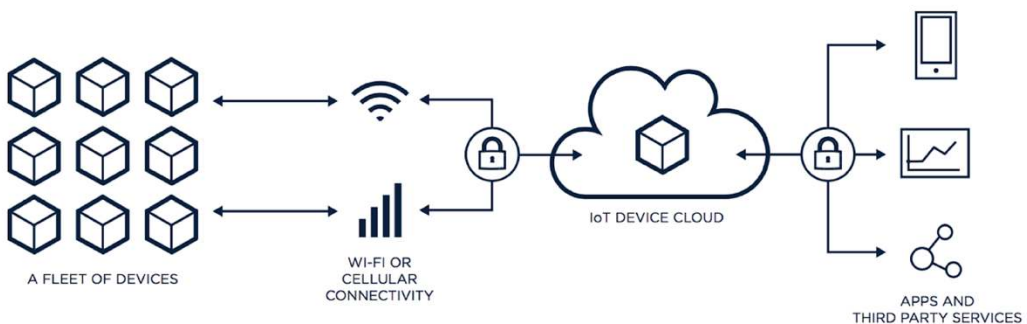 A FLEET OF DEVICES
WI-FI OR
CELLULAR
CONNECTIVITY
IoT DEVICE CLOUD
APPS AND
THIRD PARTY SERVICES